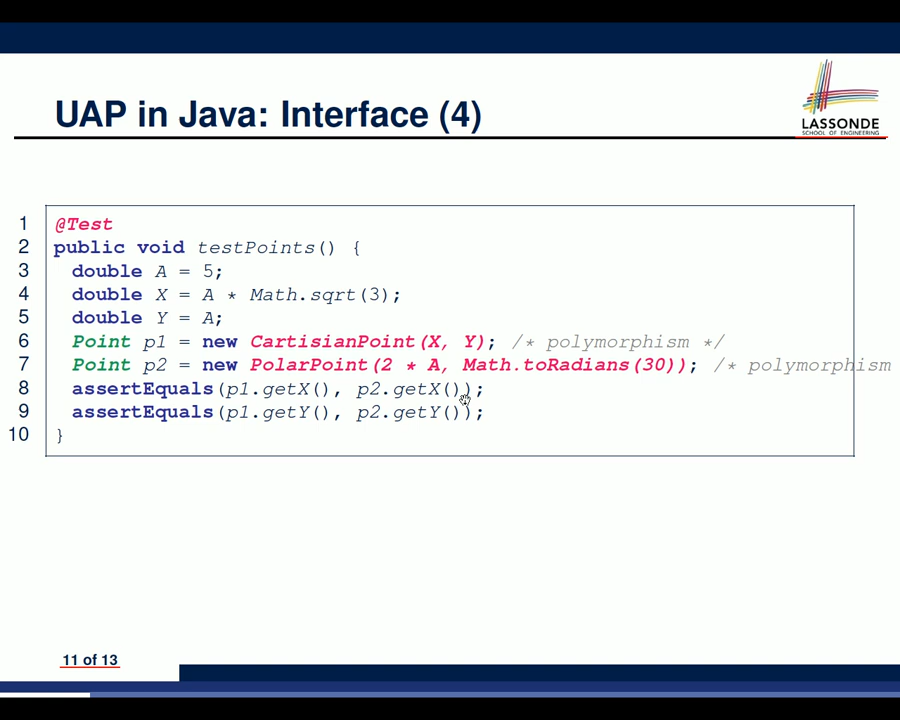 UAP in Java: Interface (4)
LASSONDE
SCHOOL OF ENGINEERING
1 @Test
2 public void testPoints() {
3 double A = 5;
4 double X = A * Math.sqrt(3);
5 double Y = A;
6 Point p1 = new CartisianPoint(X, Y); /* polymorphism */
7 Point p2 = new PolarPoint(2 * A, Math.toRadians(30)); /* polymorphism
8 assertEquals(p1.getX(), p2.getX());
9 assertEquals(p1.getY(), p2.getY());
10 }
11 of 13